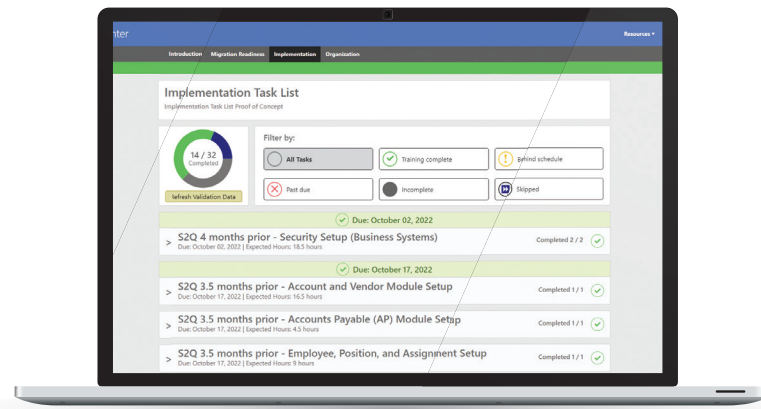 nter
Resources
Introduction Migration Readiness Implementation Organization
Implementation Task List
Implementation Task List Proof of Concept
Filter by:
14 / 32
Completed
All Tasks
Training complete
Behind schedule
Refresh Validation Data
Past due
Incomplete
Skipped
Due: October 02, 2022
> S2Q 4 months prior - Security Setup (Business Systems)
Completed 2 / 2
Due: October 02, 2022 | Expected Hours: 18.5 hours
Due: October 17, 2022
> S2Q 3.5 months prior - Account and Vendor Module Setup
Completed 1 / 1
Due: October 17, 2022 | Expected Hours: 16.5 hours
> S2Q 3.5 months prior - Accounts Payable (AP) Module Setup
Completed 1 / 1
Due: October 17, 2022 | Expected Hours: 4.5 hours
> S2Q 3.5 months prior - Employee, Position, and Assignment Setup
Completed 1 / 1
Due: October 17, 2022 | Expected Hours: 9 hours